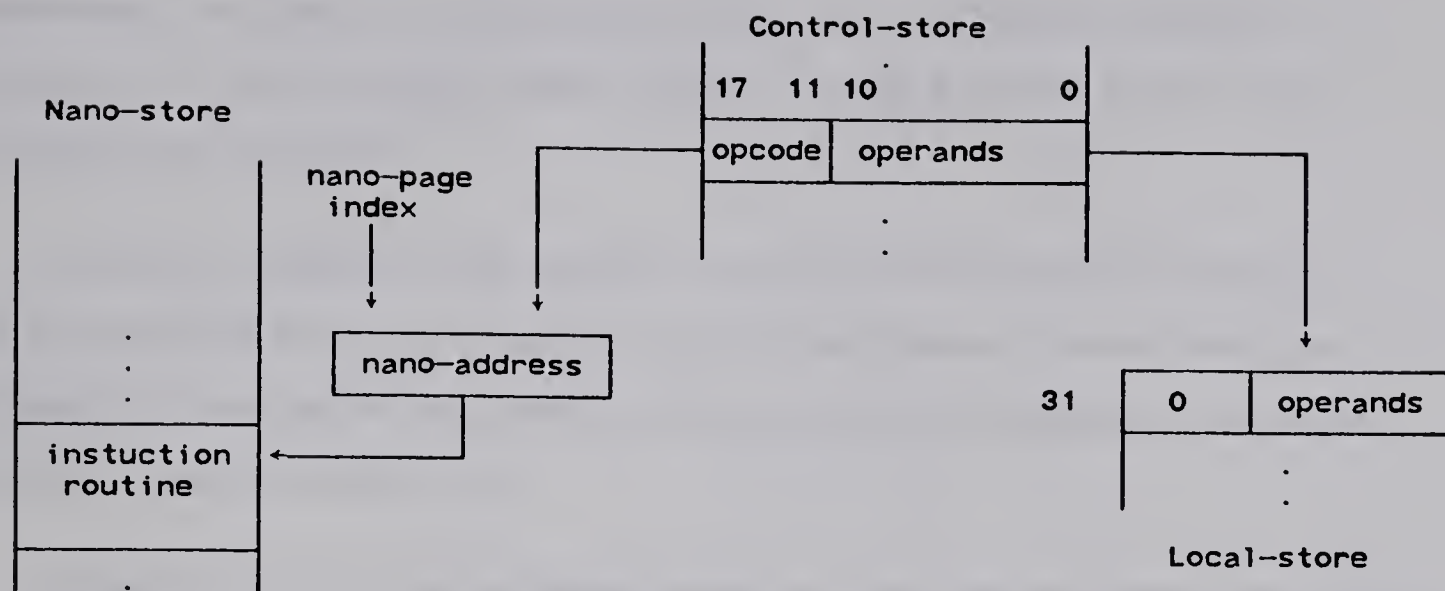 Control-store
17 11 10 0
Nano-store
opcode operands
nano-page
index
nano-address
31 0 operands
instuction
routine
Local-store